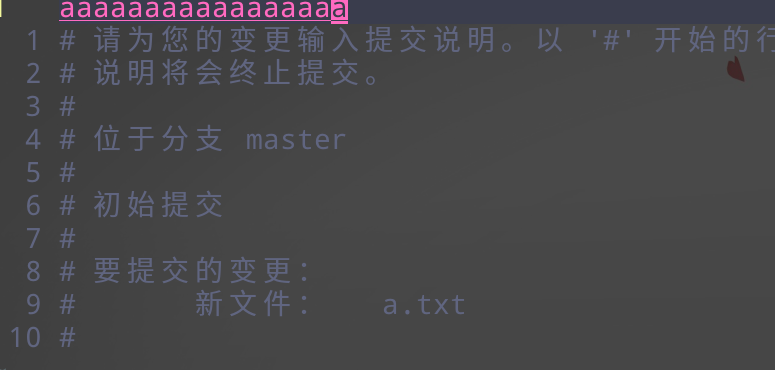 aaaaaaaaaaaaaaaaa
1 # 请为您的变更输入提交说明。以 '#' 开始的行
2 # 说明将会终止提交。
3 #
4 # 位于分支 master
5 #
6 # 初始提交
7 #
8 # 要提交的变更：
9 #       新文件：    a.txt
10 #